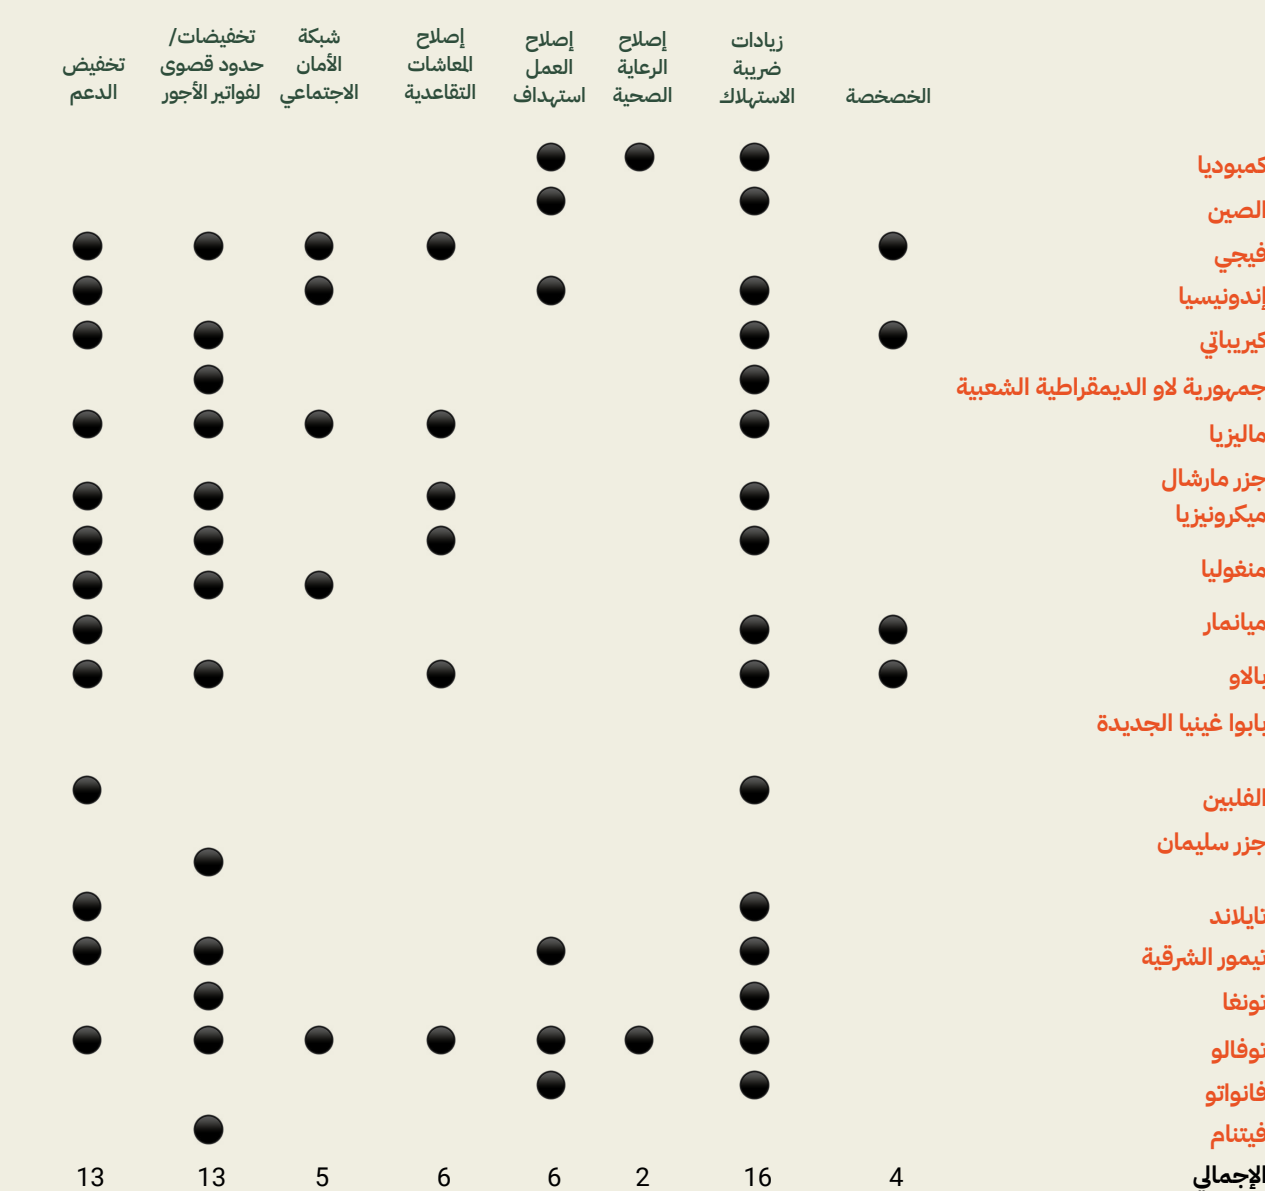 الخصخصة
زيادات
ضريبة
الاستهلاك
إصلاح
الرعاية
الصحية
إصلاح
العمل
استهداف
إصلاح
المعاشات
التقاعدية
شبكة
الأمان
الاجتماعي
تخفيضات/
حدود قصوى
لفواتير الأجور
تخفيض
الدعم
كمبوديا
الصين
فيجي
إندونيسيا
كيريباتي
جمهورية لاو الديمقراطية الشعبية
ماليزيا
جزر مارشال
ميكرونيزيا
منغوليا
ميانمار
بالاو
بابوا غينيا الجديدة
الفلبين
جزر سليمان
تايلاند
تيمور الشرقية
تونغا
توفالو
فانواتو
فيتنام
الإجمالي 4 16 2 6 6 5 13 13